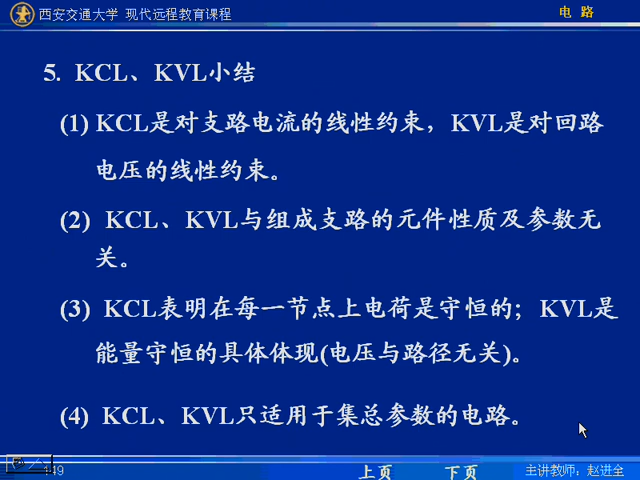 西安交通大学 现代远程教育课程
电 路
5. KCL、KVL小结
(1) KCL是对支路电流的线性约束，KVL是对回路
电压的线性约束。
(2) KCL、KVL与组成支路的元件性质及参数无
关。
(3) KCL表明在每一节点上电荷是守恒的；KVL是
能量守恒的具体体现(电压与路径无关)。
(4) KCL、KVL只适用于集总参数的电路。
上页 下页
主讲教师：赵进全